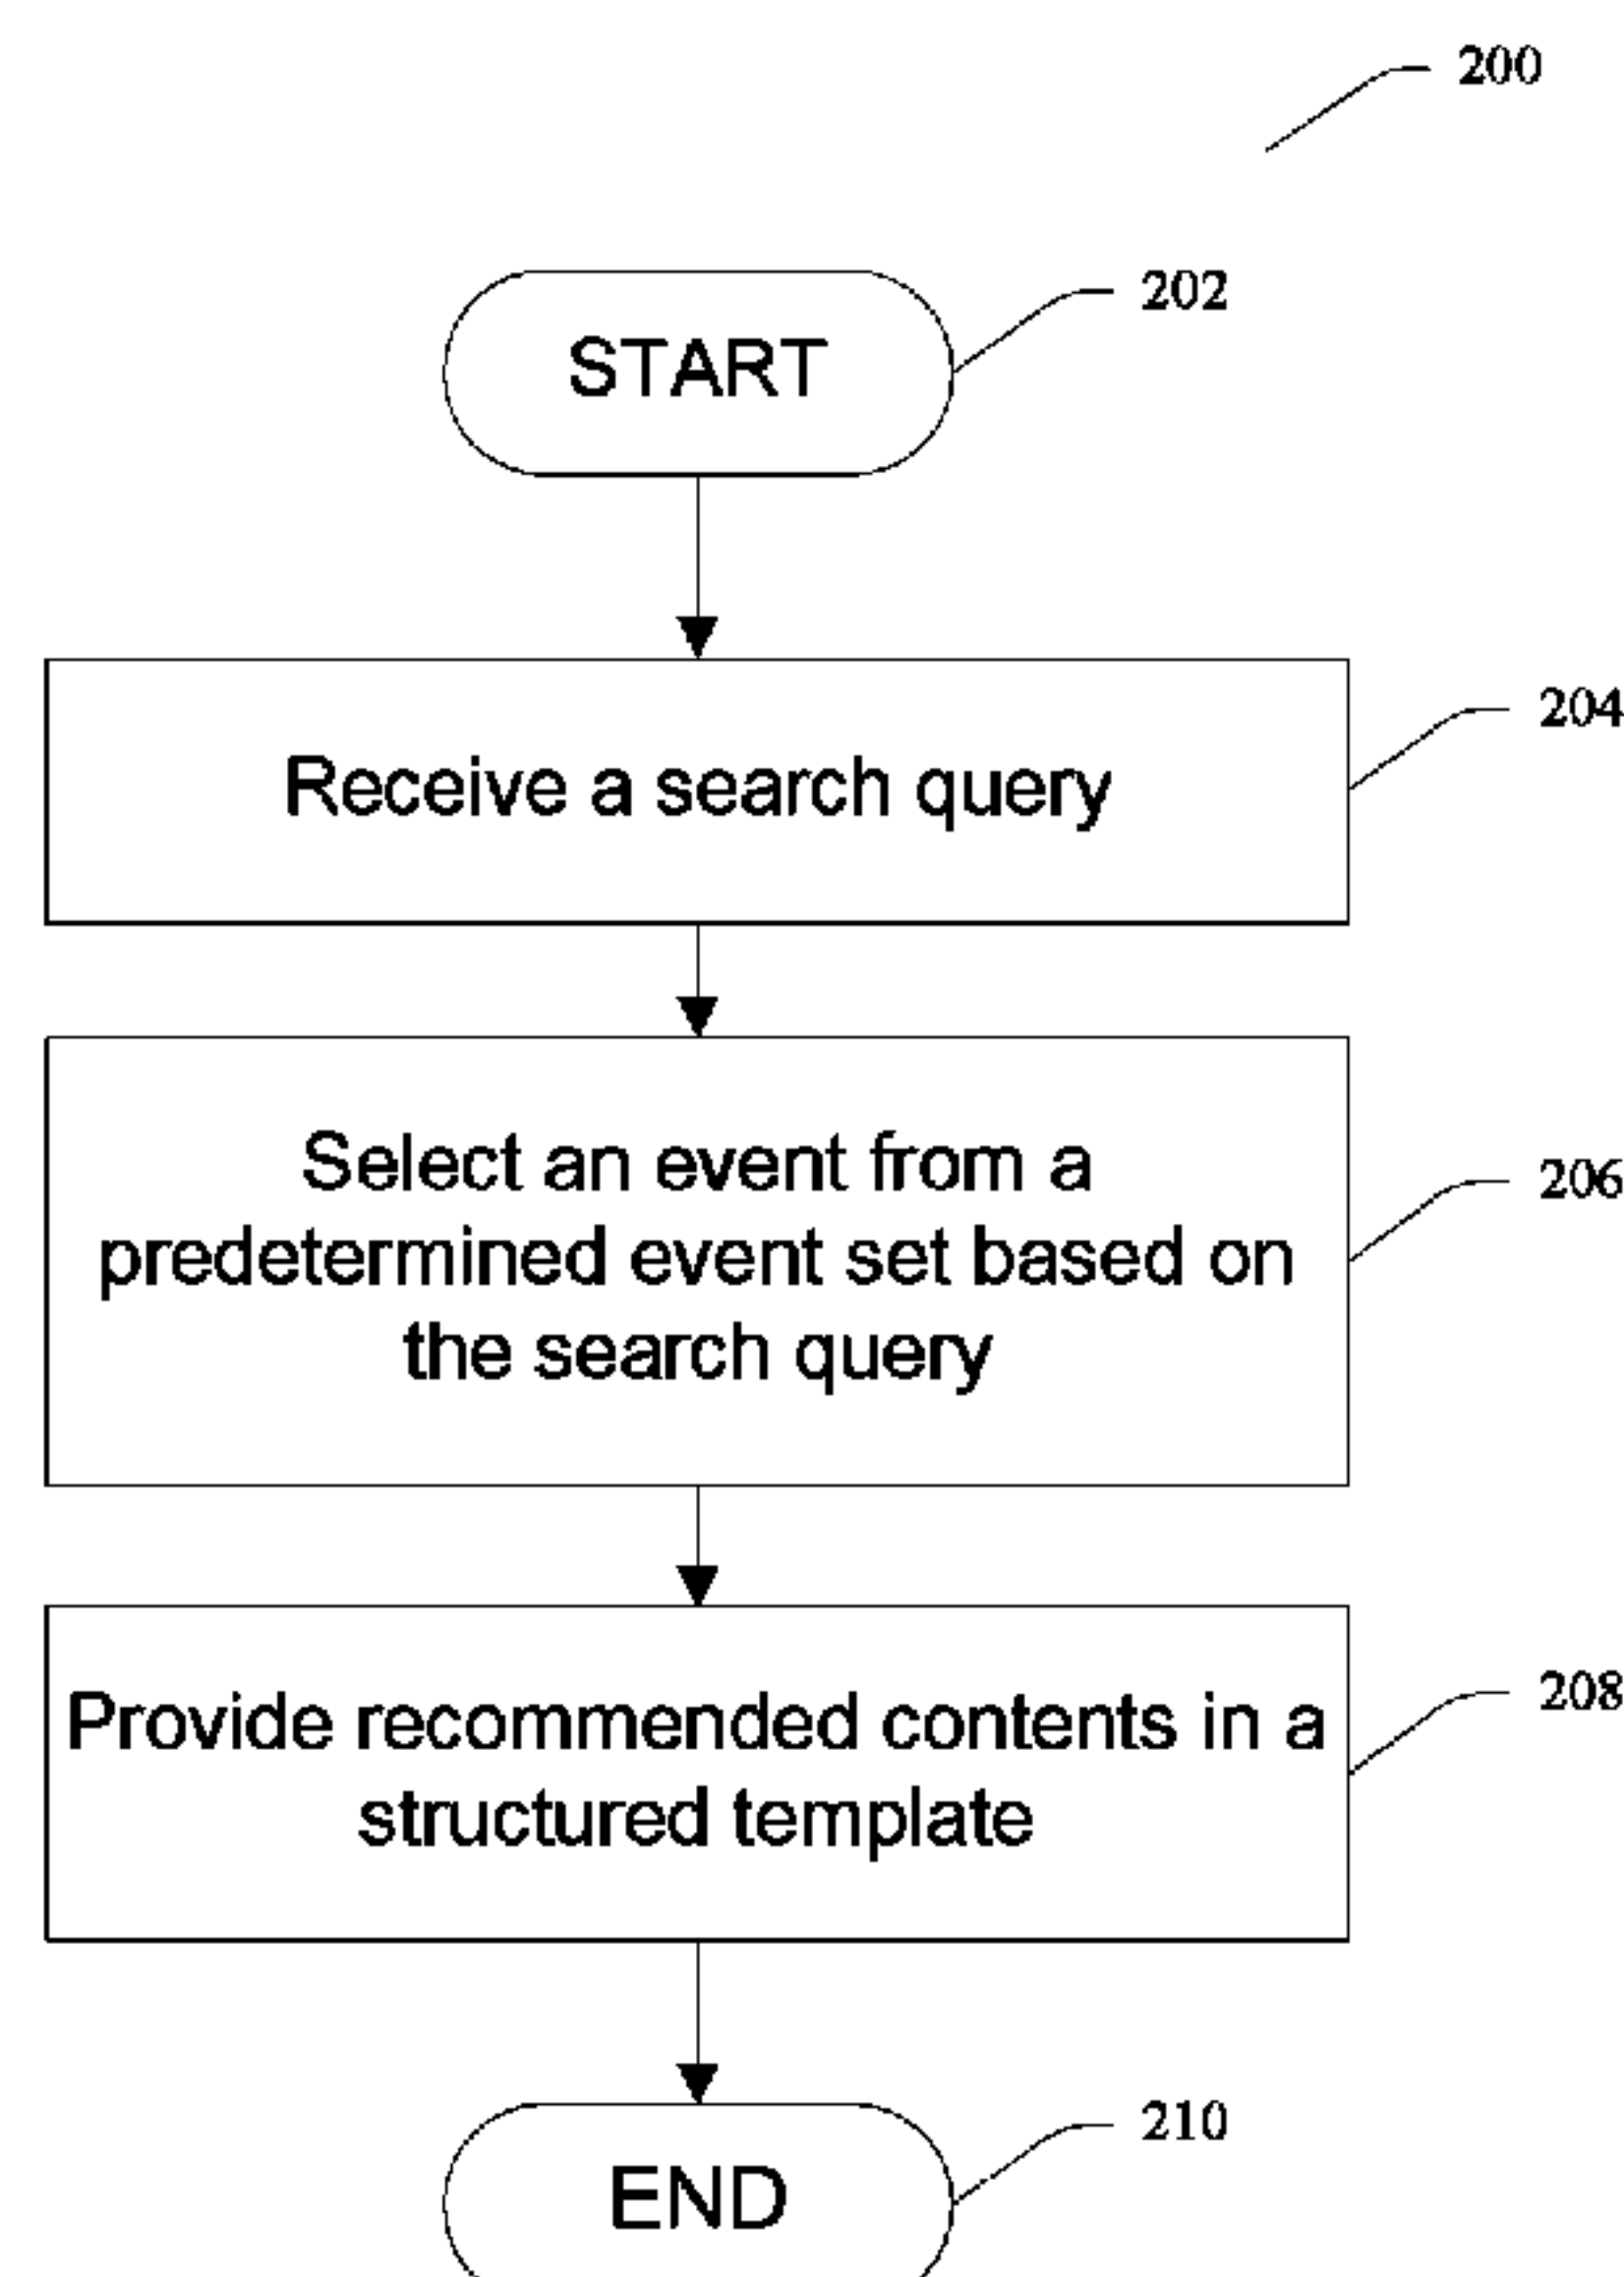 200
START
202
Receive a search query
204
Select an event from a
predetermined event set based on
the search query
206
Provide recommended contents in a
structured template
208
END
210